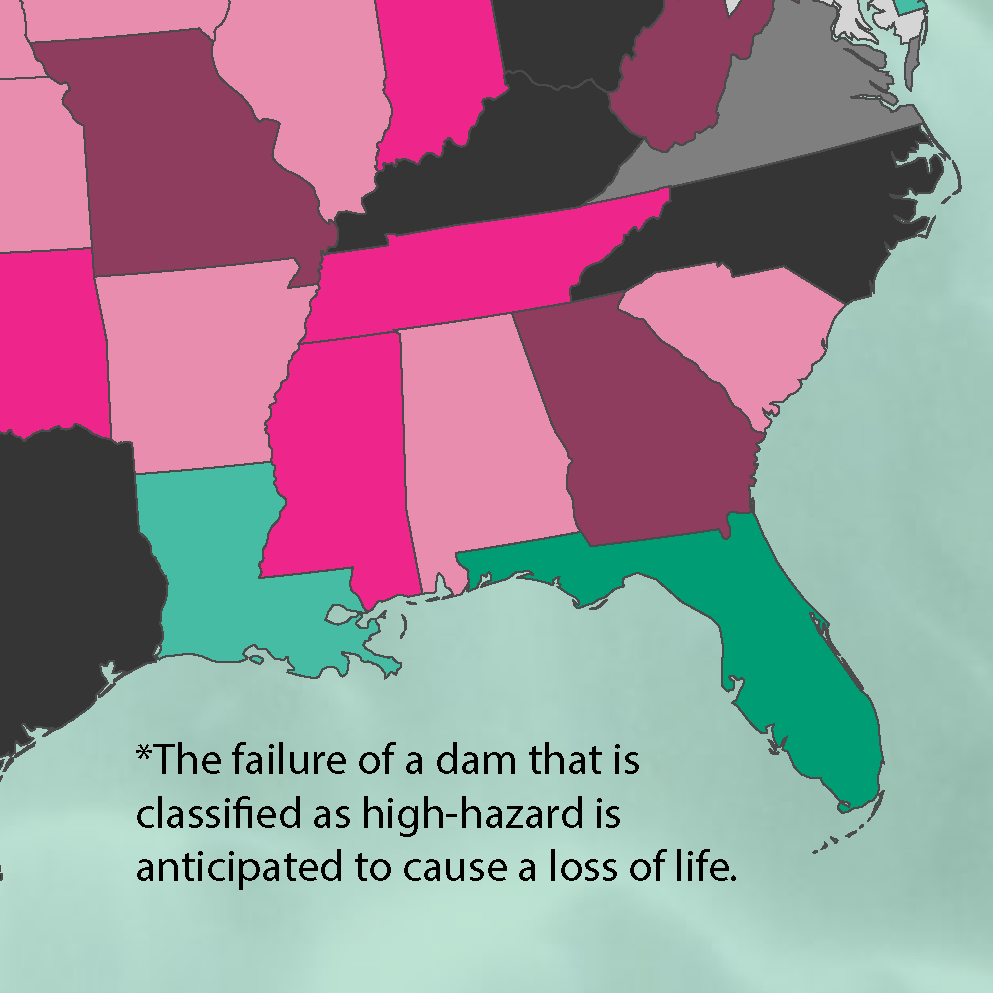 *The failure of a dam that is
classified as high-hazard is
anticipated to cause a loss of life.